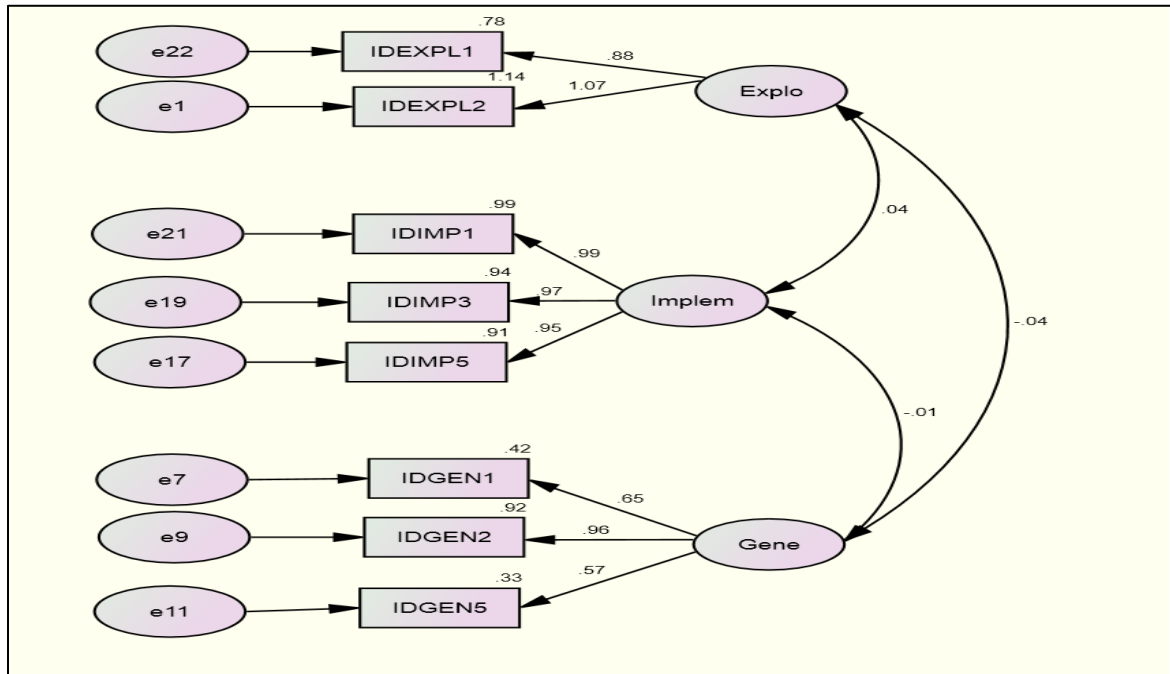 .78
e22
IDEXPL1
.88
1.14
1.07
e1
IDEXPL2
Explo
.04
.99
e21
IDIMP1
.99
.94
e19
IDIMP3
.97
Implem
-.04
.91
.95
e17
IDIMP5
-.01
.42
e7
IDGEN1
.65
.92
e9
IDGEN2
.96
Gene
.57
.33
e11
IDGEN5